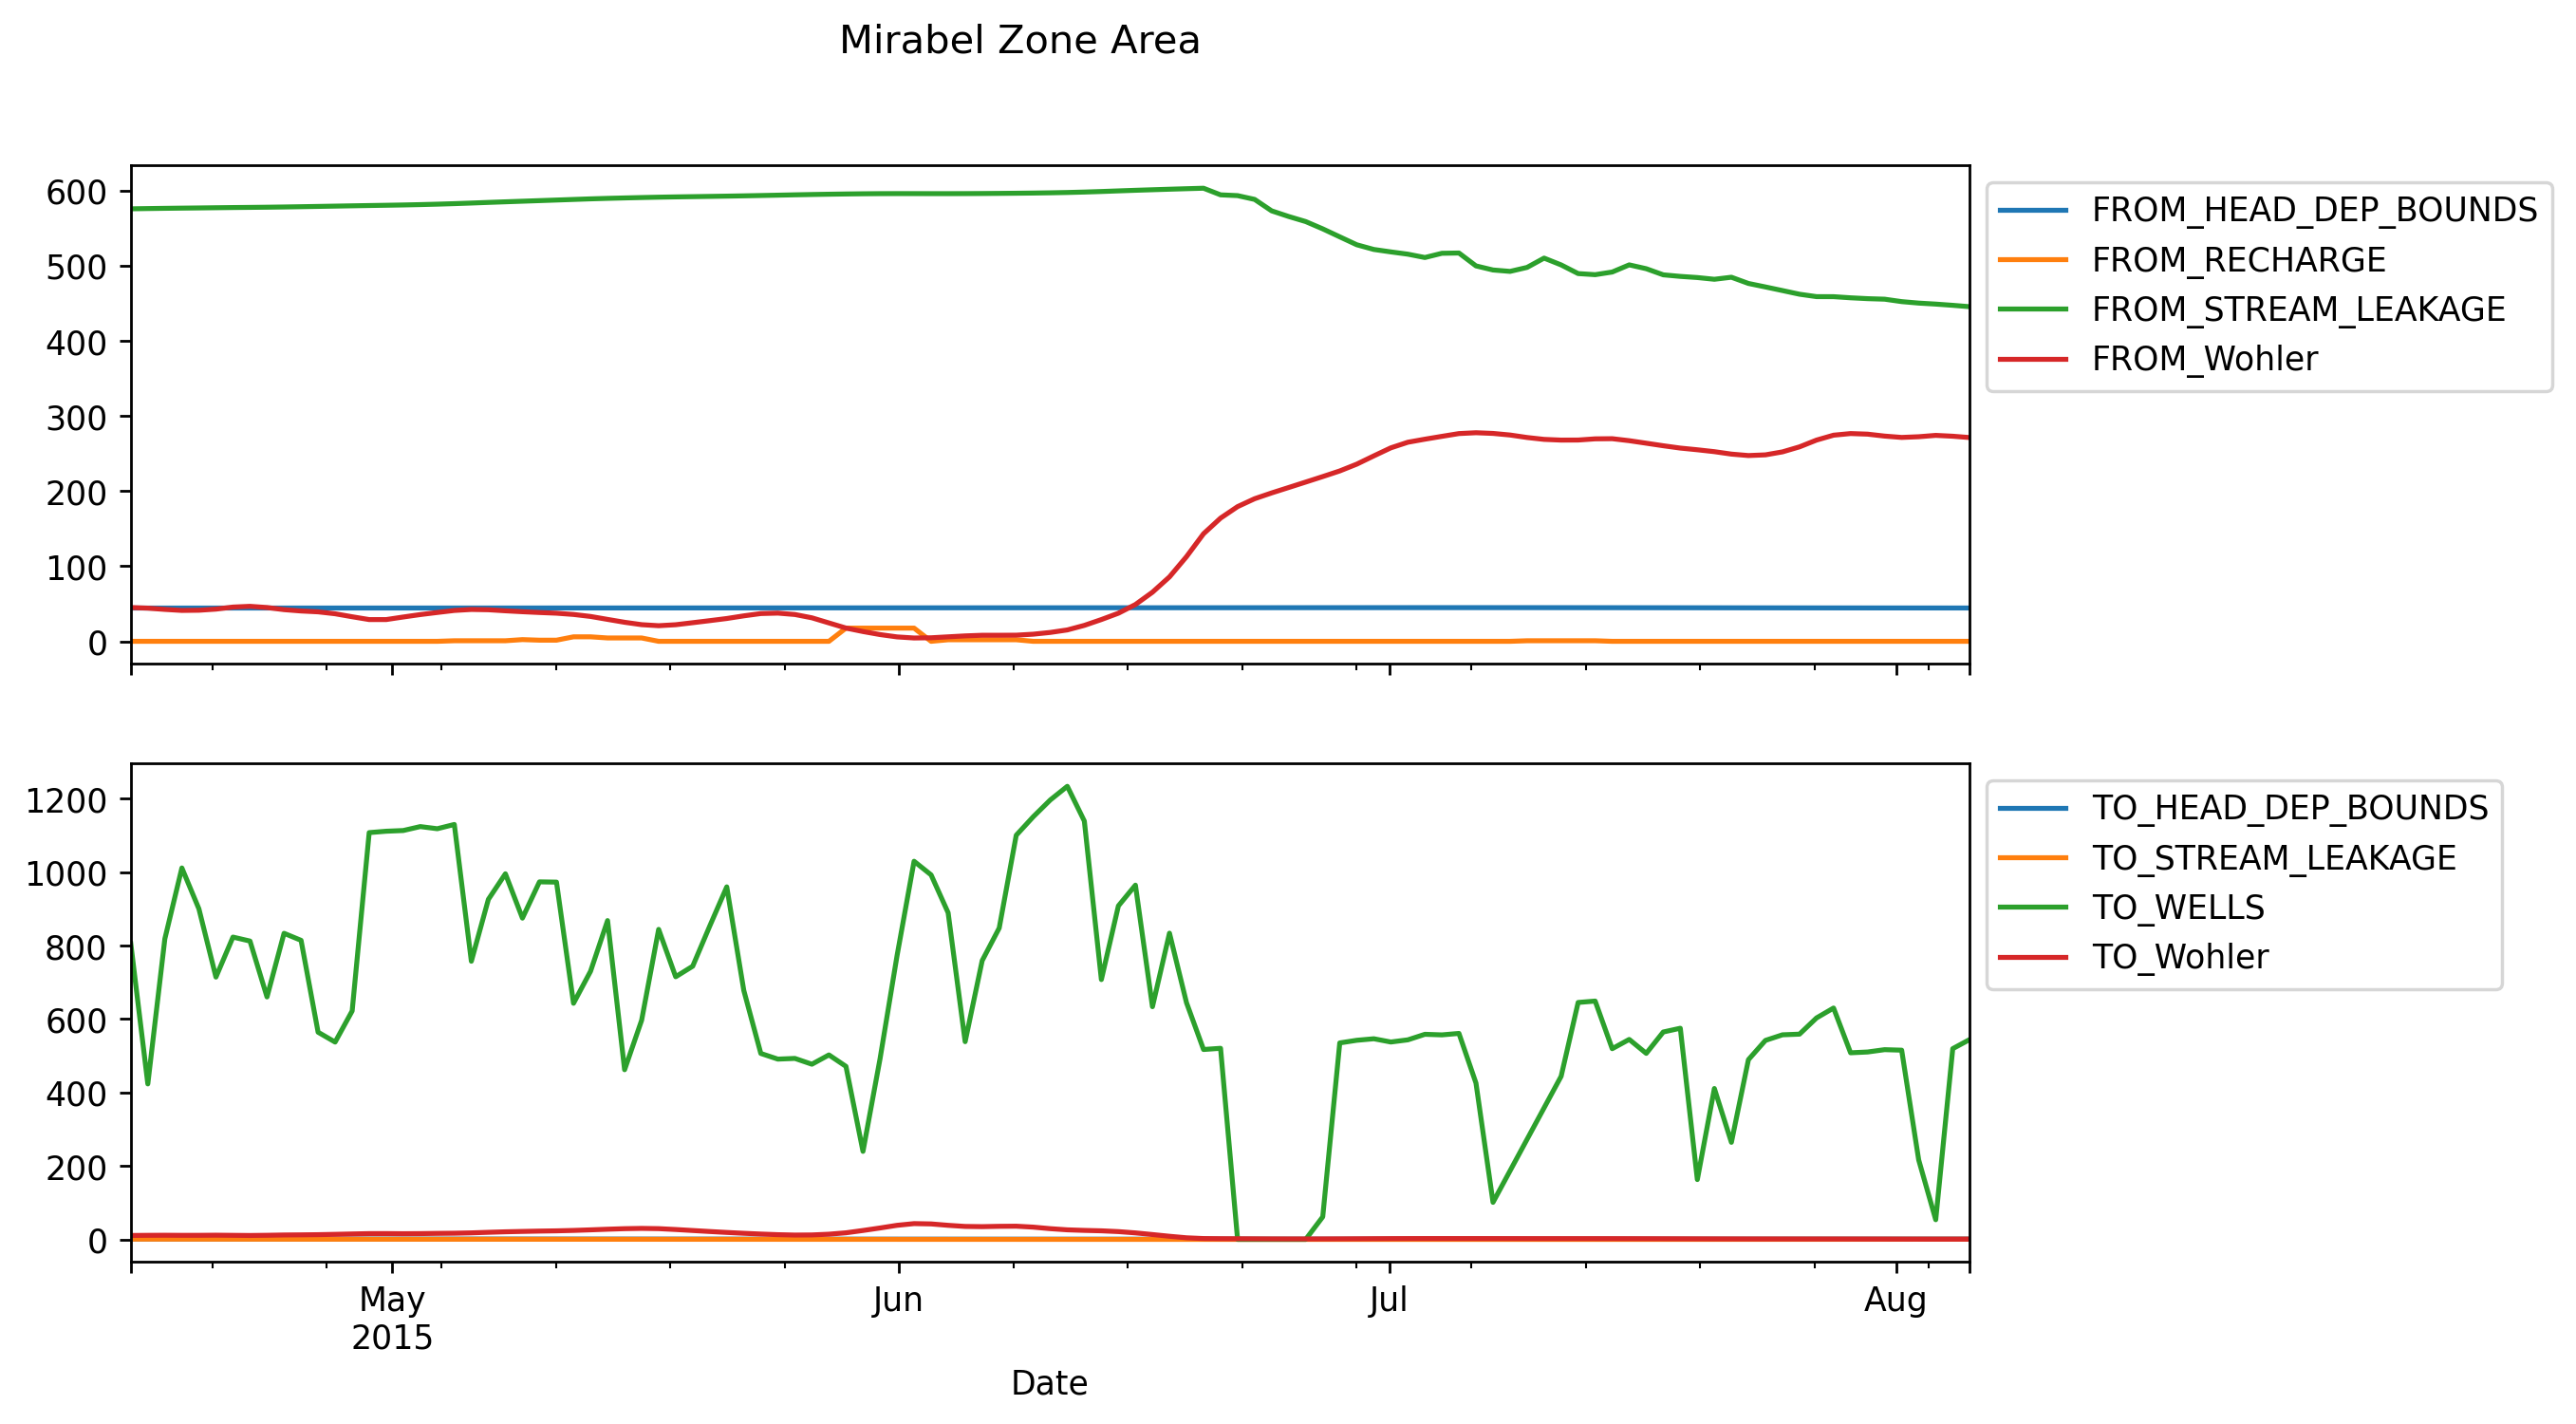 Mirabel Zone Area
600
500
400
300
200
100
0
FROM_HEAD_DEP_BOUNDS
FROM_RECHARGE
FROM_STREAM_LEAKAGE
FROM_Wohler
1200
1000
800
600
400
200
0
TO_HEAD_DEP_BOUNDS
TO_STREAM_LEAKAGE
TO_WELLS
TO_Wohler
May
2015
Jun
Jul
Aug
Date